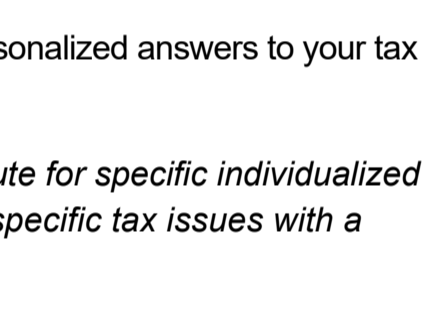 sonalized answers to your tax
ute for specific individualized
specific tax issues with a